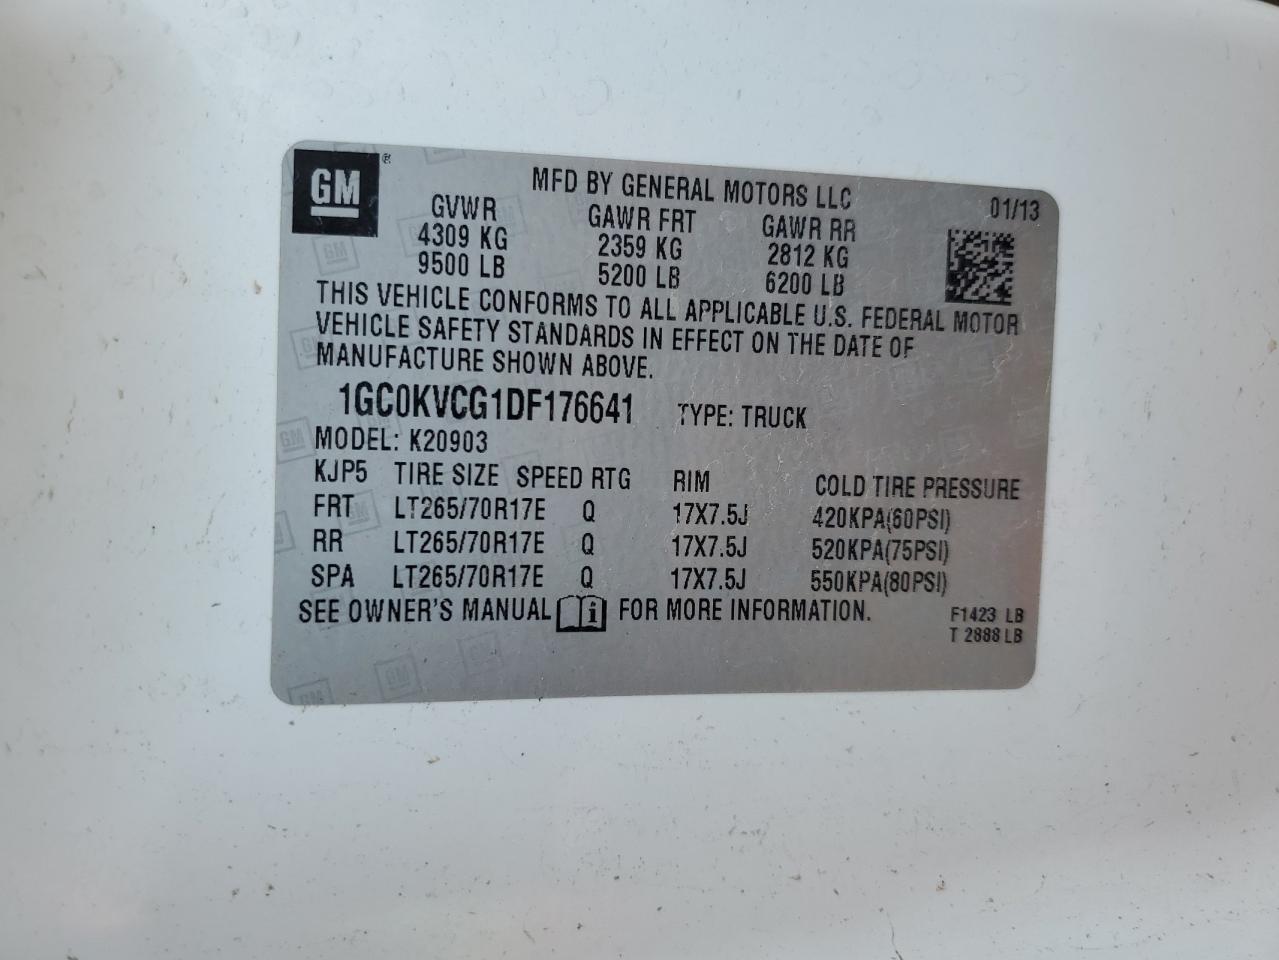 GM ®
MFD BY GENERAL MOTORS LLC
01/13
GVWR GAWR FRT GAWR RR
4309 KG 2359 KG 2812 KG
9500 LB 5200 LB 6200 LB
THIS VEHICLE CONFORMS TO ALL APPLICABLE U.S. FEDERAL MOTOR
VEHICLE SAFETY STANDARDS IN EFFECT ON THE DATE OF
MANUFACTURE SHOWN ABOVE.
1GC0KVCG1DF176641 TYPE: TRUCK
MODEL: K20903
KJP5 TIRE SIZE SPEED RTG RIM COLD TIRE PRESSURE
FRT LT265/70R17E Q 17X7.5J 420KPA(60PSI)
RR LT265/70R17E Q 17X7.5J 520KPA(75PSI)
SPA LT265/70R17E Q 17X7.5J 550KPA(80PSI)
SEE OWNER'S MANUAL i FOR MORE INFORMATION.
F1423 LB
T 2888 LB